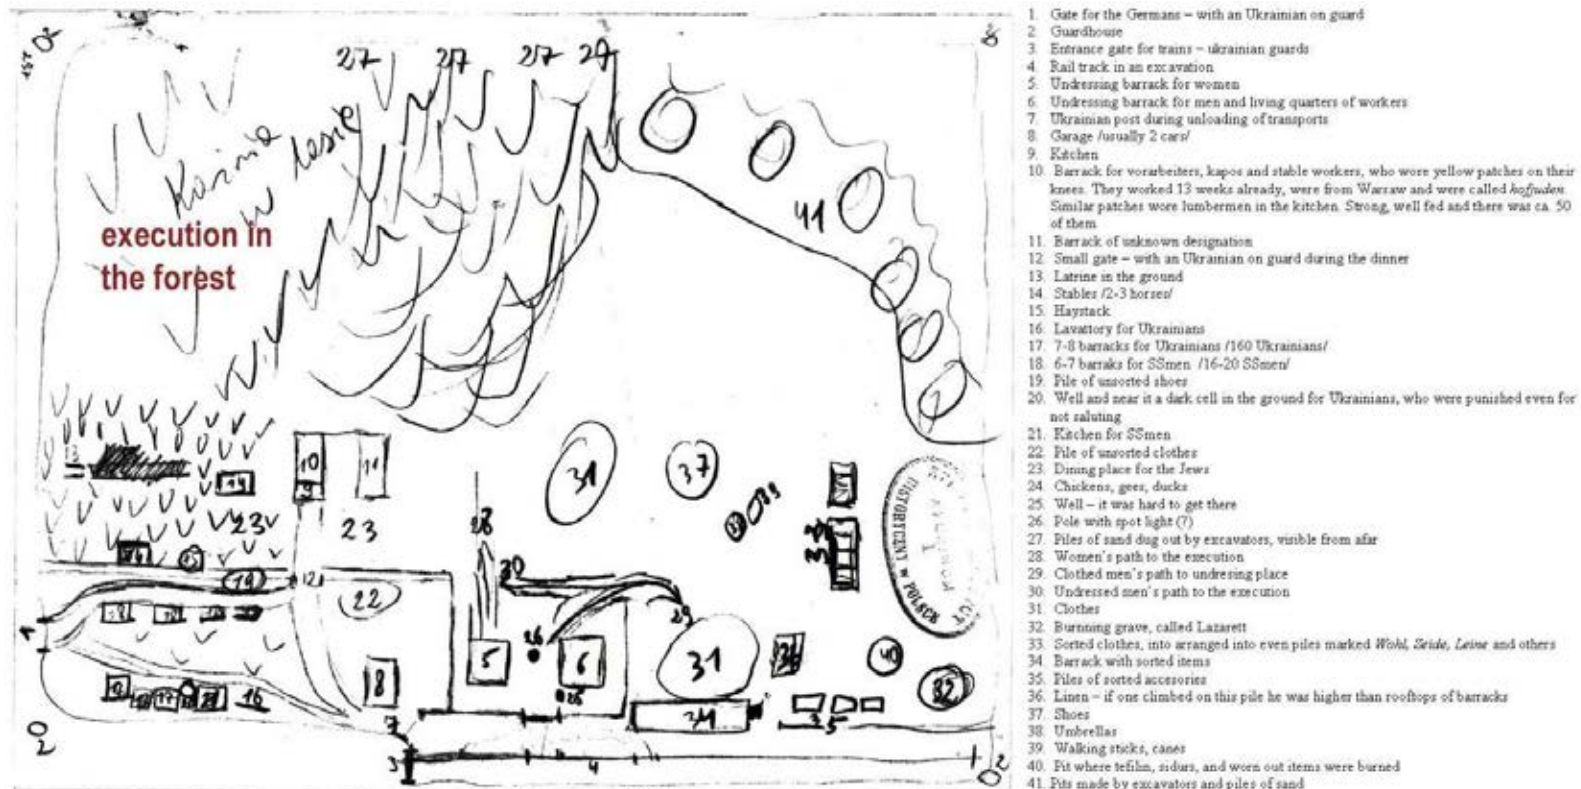 27 27 27 29
execution in
the forest
41
10 11
9
14
31 37
23 23
28
30
19 12 22
29
26
5 6 31 40
8 32
16
7 34 35
3 4
HISTORYCZNY w POLSCE
1. Gate for the Germans – with an Ukrainian on guard
2. Guardhouse
3. Entrance gate for trains – ukrainian guards
4. Rail track in an excavation
5. Undressing barrack for women
6. Undressing barrack for men and living quarters of workers
7. Ukrainian post during unloading of transports
8. Garage /usually 2 cars/
9. Kitchen
10. Barrack for vorarbeiters, kapos and stable workers, who wore yellow patches on their
knees. They worked 13 weeks already, were from Warsaw and were called hofjuden.
Similar patches wore lumbermen in the kitchen. Strong, well fed and there was ca. 50
of them
11. Barrack of unknown designation
12. Small gate – with an Ukrainian on guard during the dinner
13. Latrine in the ground
14. Stables /2-3 horses/
15. Haystack
16. Lavattory for Ukrainians
17. 7-8 barracks for Ukrainians /160 Ukrainians/
18. 6-7 barraks for SSmen /16-20 SSmen/
19. Pile of unsorted shoes
20. Well and near it a dark cell in the ground for Ukrainians, who were punished even for
not saluting
21. Kitchen for SSmen
22. Pile of unsorted clothes
23. Dining place for the Jews
24. Chickens, gees, ducks
25. Well – it was hard to get there
26. Pole with spot light (?)
27. Piles of sand dug out by excavators, visible from afar
28. Women's path to the execution
29. Clothed men's path to undresing place
30. Undressed men's path to the execution
31. Clothes
32. Burnning grave, called Lazarett
33. Sorted clothes, into arranged into even piles marked Wohl, Seide, Leine and others
34. Barrack with sorted items
35. Piles of sorted accesories
36. Linen – if one climbed on this pile he was higher than rooftops of barracks
37. Shoes
38. Umbrellas
39. Walking sticks, canes
40. Pit where tefilin, sidurs, and worn out items were burned
41. Pits made by excavators and piles of sand